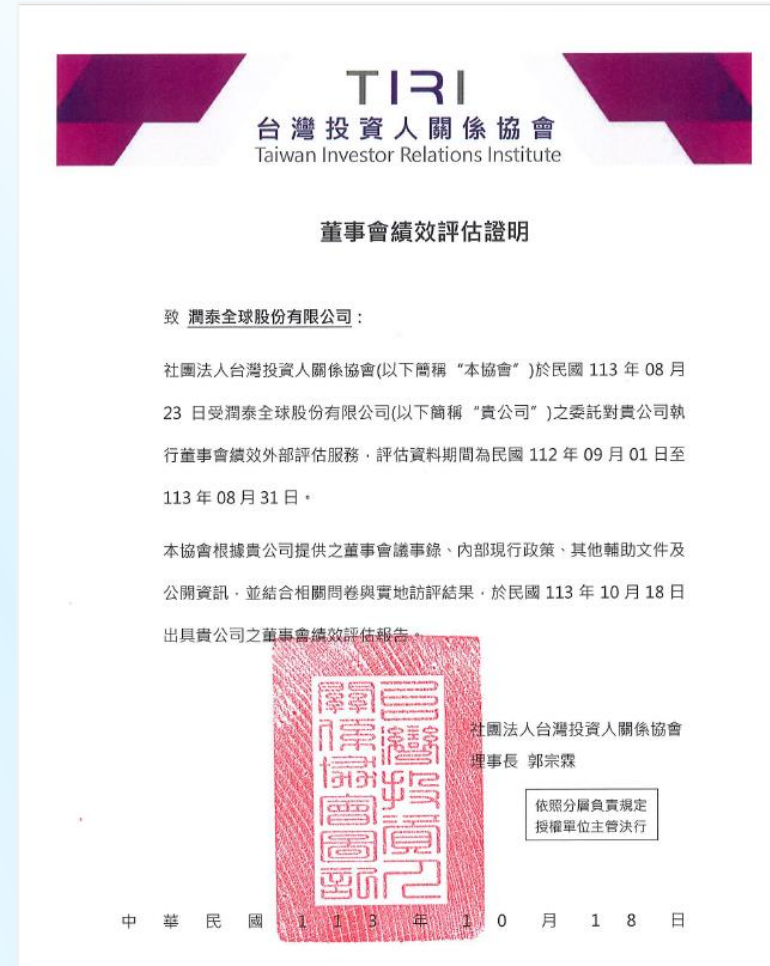 TIRI
台灣投資人關係協會
Taiwan Investor Relations Institute
董事會績效評估證明
致 潤泰全球股份有限公司：
社團法人台灣投資人關係協會(以下簡稱“本協會”)於民國 113 年 08 月
23 日受潤泰全球股份有限公司(以下簡稱“貴公司”)之委託對貴公司執
行董事會績效外部評估服務，評估資料期間為民國 112 年 09 月 01 日至
113 年 08 月 31 日。
本協會根據貴公司提供之董事會議事錄、內部現行政策、其他輔助文件及
公開資訊，並結合相關問卷與實地訪評結果，於民國 113 年 10 月 18 日
出具貴公司之董事會績效評估報告。
台灣投資人
關係協會圖記
社團法人台灣投資人關係協會
理事長 郭宗霖
依照分層負責規定
授權單位主管決行
中 華 民 國 1 1 3 年 1 0 月 1 8 日